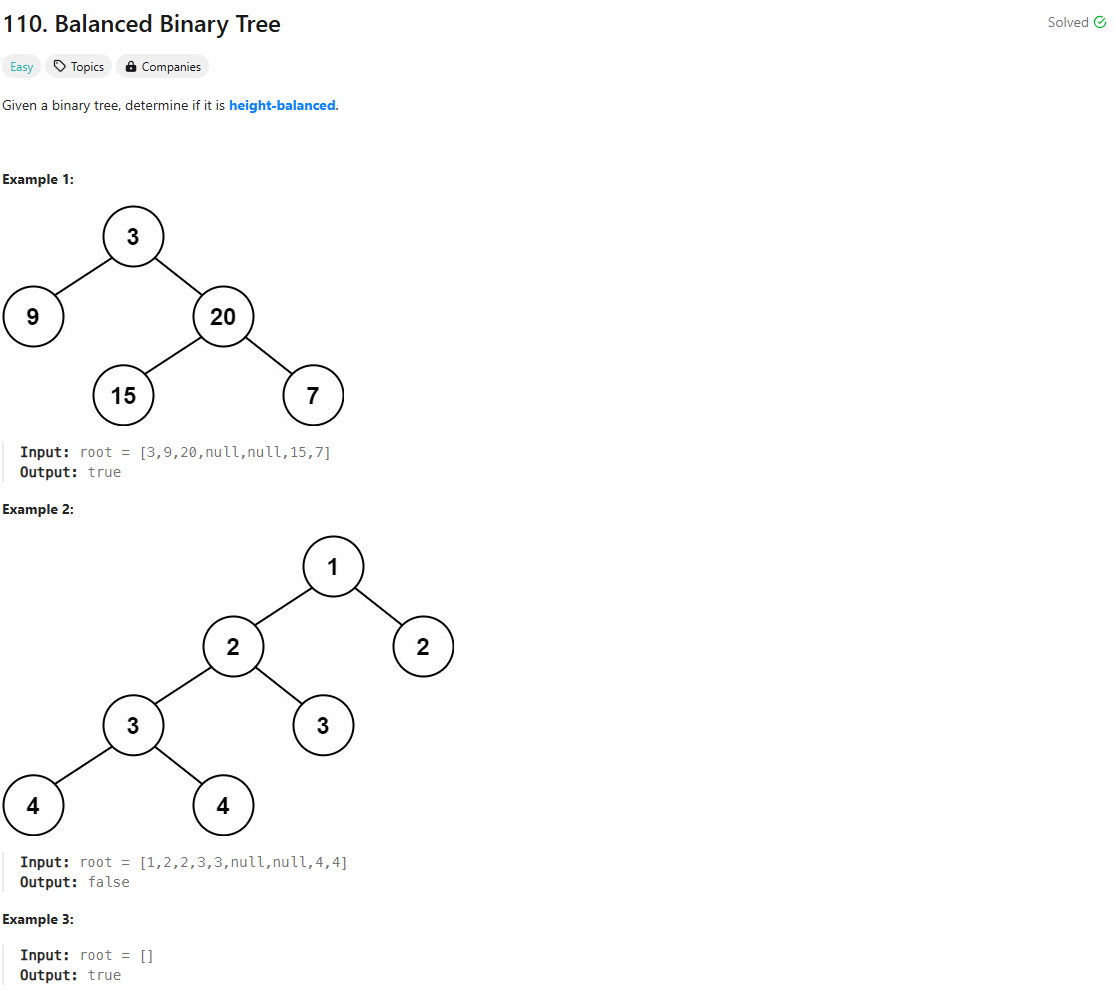 110. Balanced Binary Tree
Solved
Easy
Topics
Companies
Given a binary tree, determine if it is height-balanced.
Example 1:
3
9 20
15 7
Input: root = [3,9,20,null,null,15,7]
Output: true
Example 2:
1
2 2
3 3
4 4
Input: root = [1,2,2,3,3,null,null,4,4]
Output: false
Example 3:
Input: root = []
Output: true